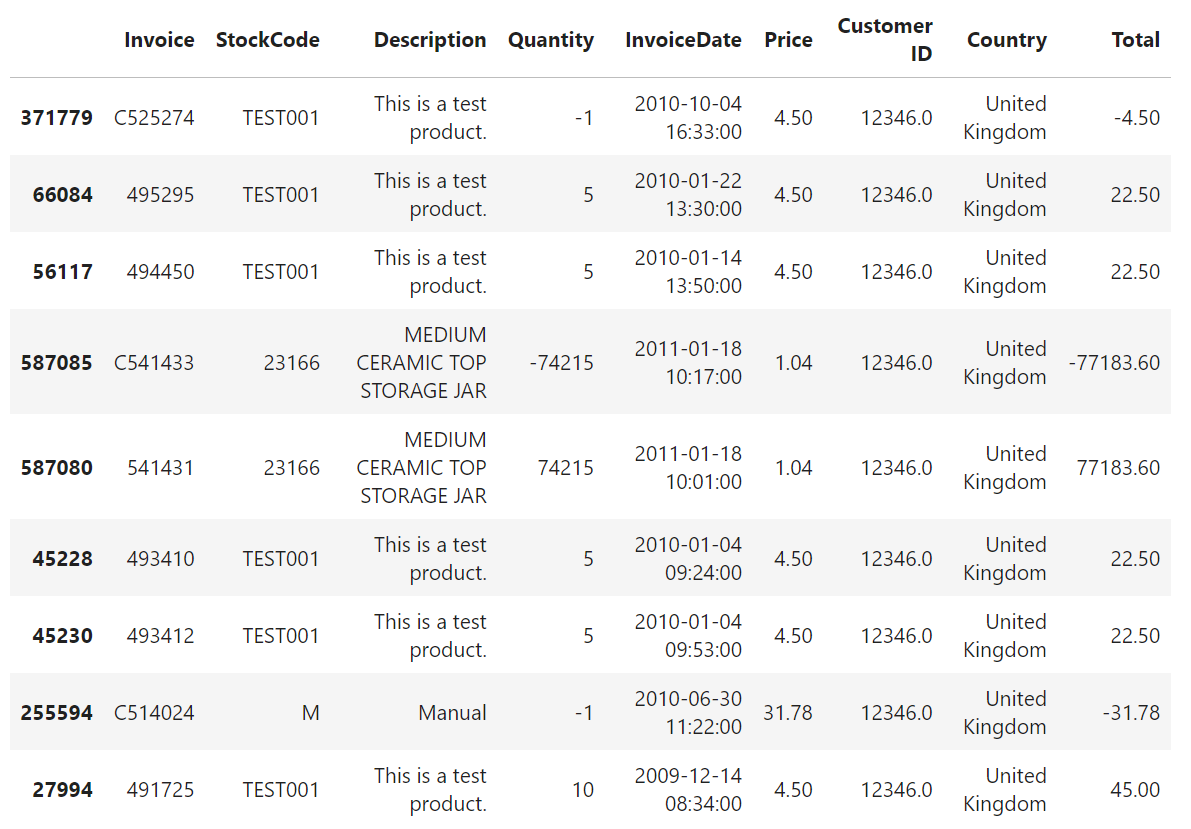 Invoice StockCode Description Quantity InvoiceDate Price Customer ID Country Total
371779 C525274 TEST001 This is a test product. -1 2010-10-04 16:33:00 4.50 12346.0 United Kingdom -4.50
66084 495295 TEST001 This is a test product. 5 2010-01-22 13:30:00 4.50 12346.0 United Kingdom 22.50
56117 494450 TEST001 This is a test product. 5 2010-01-14 13:50:00 4.50 12346.0 United Kingdom 22.50
587085 C541433 23166 MEDIUM CERAMIC TOP STORAGE JAR -74215 2011-01-18 10:17:00 1.04 12346.0 United Kingdom -77183.60
587080 541431 23166 MEDIUM CERAMIC TOP STORAGE JAR 74215 2011-01-18 10:01:00 1.04 12346.0 United Kingdom 77183.60
45228 493410 TEST001 This is a test product. 5 2010-01-04 09:24:00 4.50 12346.0 United Kingdom 22.50
45230 493412 TEST001 This is a test product. 5 2010-01-04 09:53:00 4.50 12346.0 United Kingdom 22.50
255594 C514024 M Manual -1 2010-06-30 11:22:00 31.78 12346.0 United Kingdom -31.78
27994 491725 TEST001 This is a test product. 10 2009-12-14 08:34:00 4.50 12346.0 United Kingdom 45.00